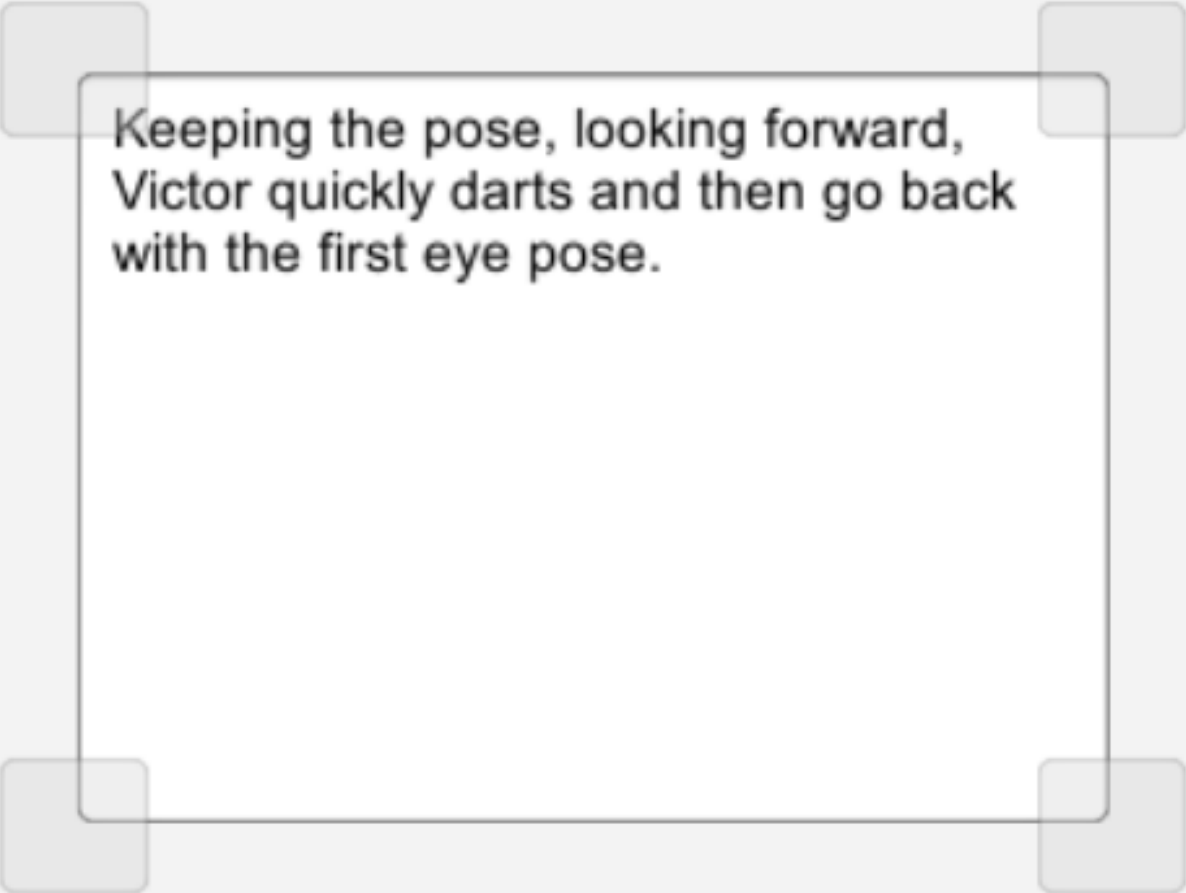 Keeping the pose, looking forward,
Victor quickly darts and then go back
with the first eye pose.